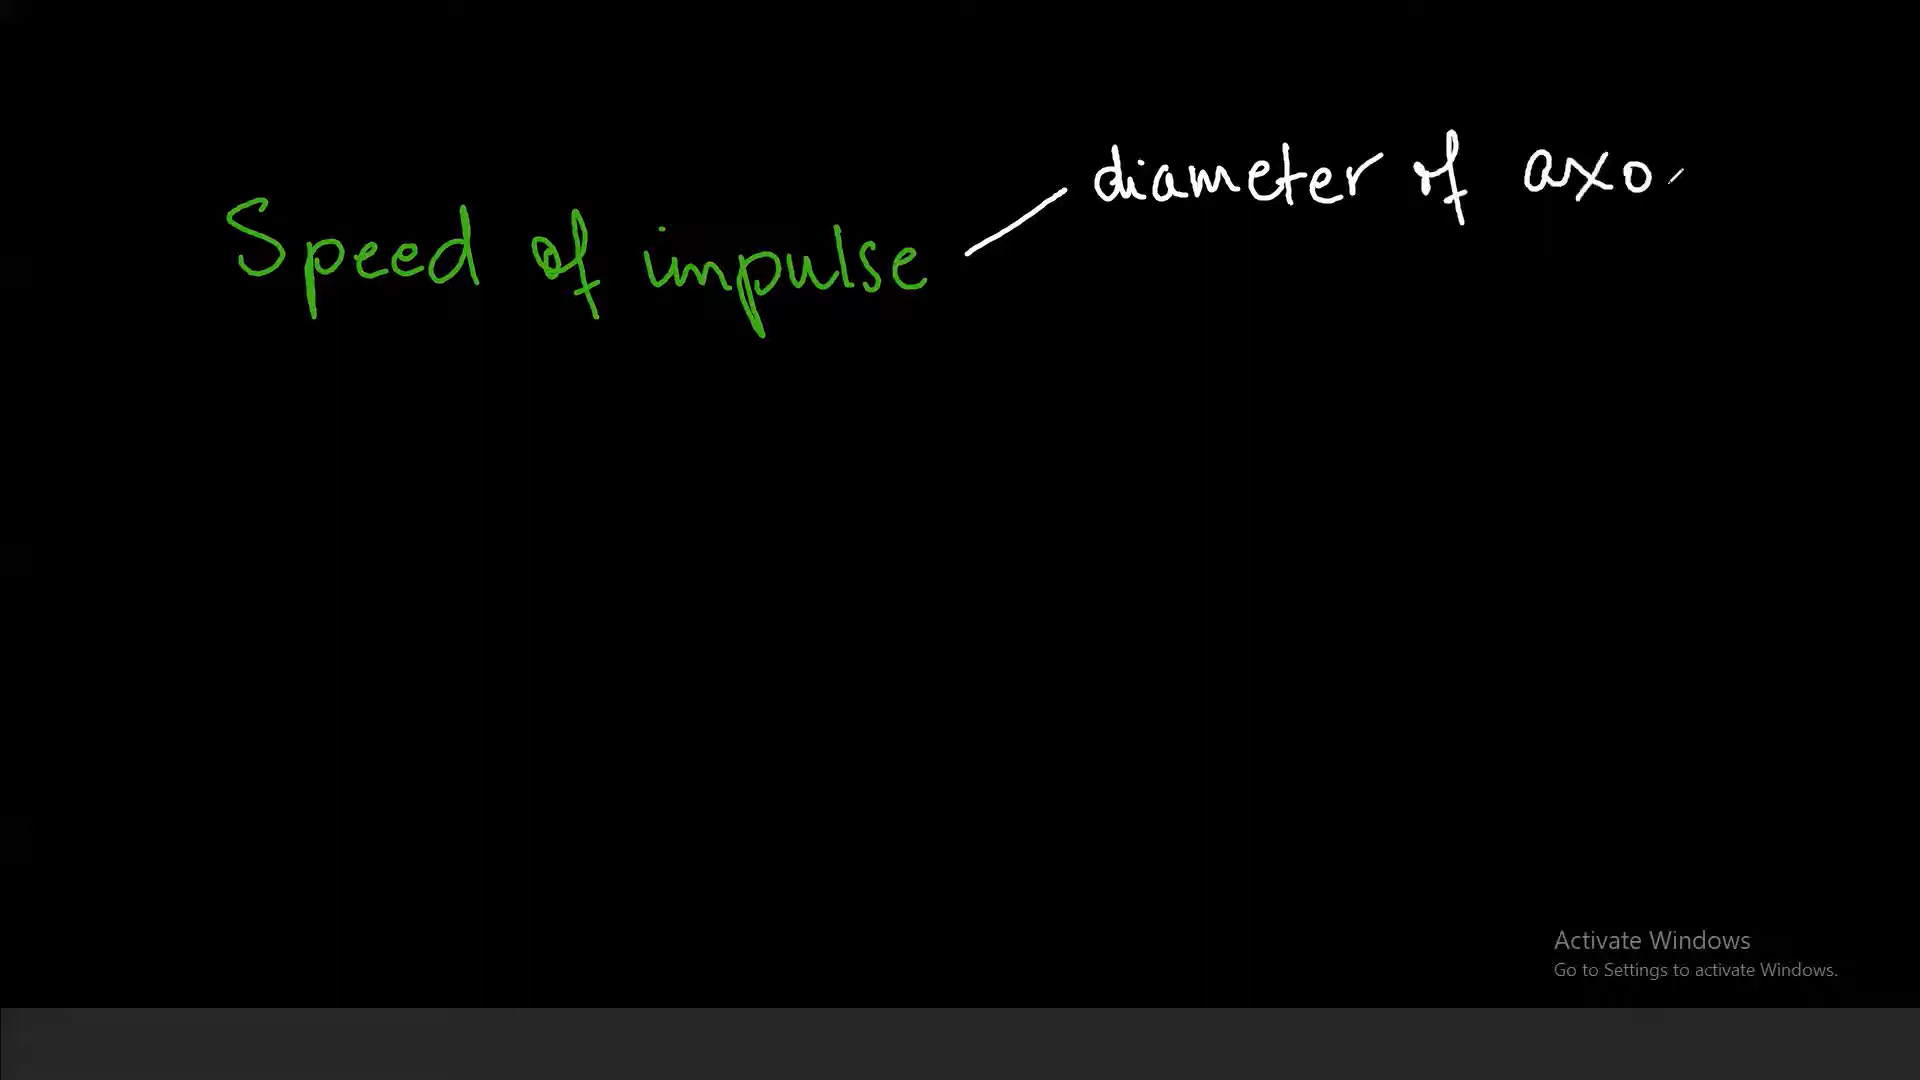 diameter of axo
Speed of impulse
Activate Windows
Go to Settings to activate Windows.